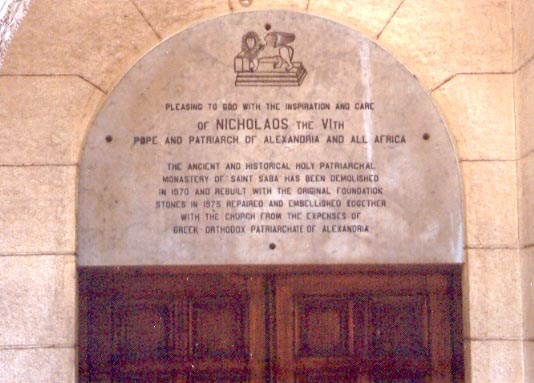 PLEASING TO GOD WITH THE INSPIRATION AND CARE
OF NICHOLAOS THE VITH
POPE AND PATRIARCH OF ALEXANDRIA AND ALL AFRICA
THE ANCIENT AND HISTORICAL HOLY PATRIARCHAL
MONASTERY OF SAINT SABA HAS BEEN DEMOLISHED
IN 1970 AND REBUILT WITH THE ORIGINAL FOUNDATION
STONES IN 1975 REPAIRED AND EMBELLISHED EOGETHER
WITH THE CHURCH FROM THE EXPENSES OF
GREEK-ORTHODOX PATRIARCHATE OF ALEXANDRIA